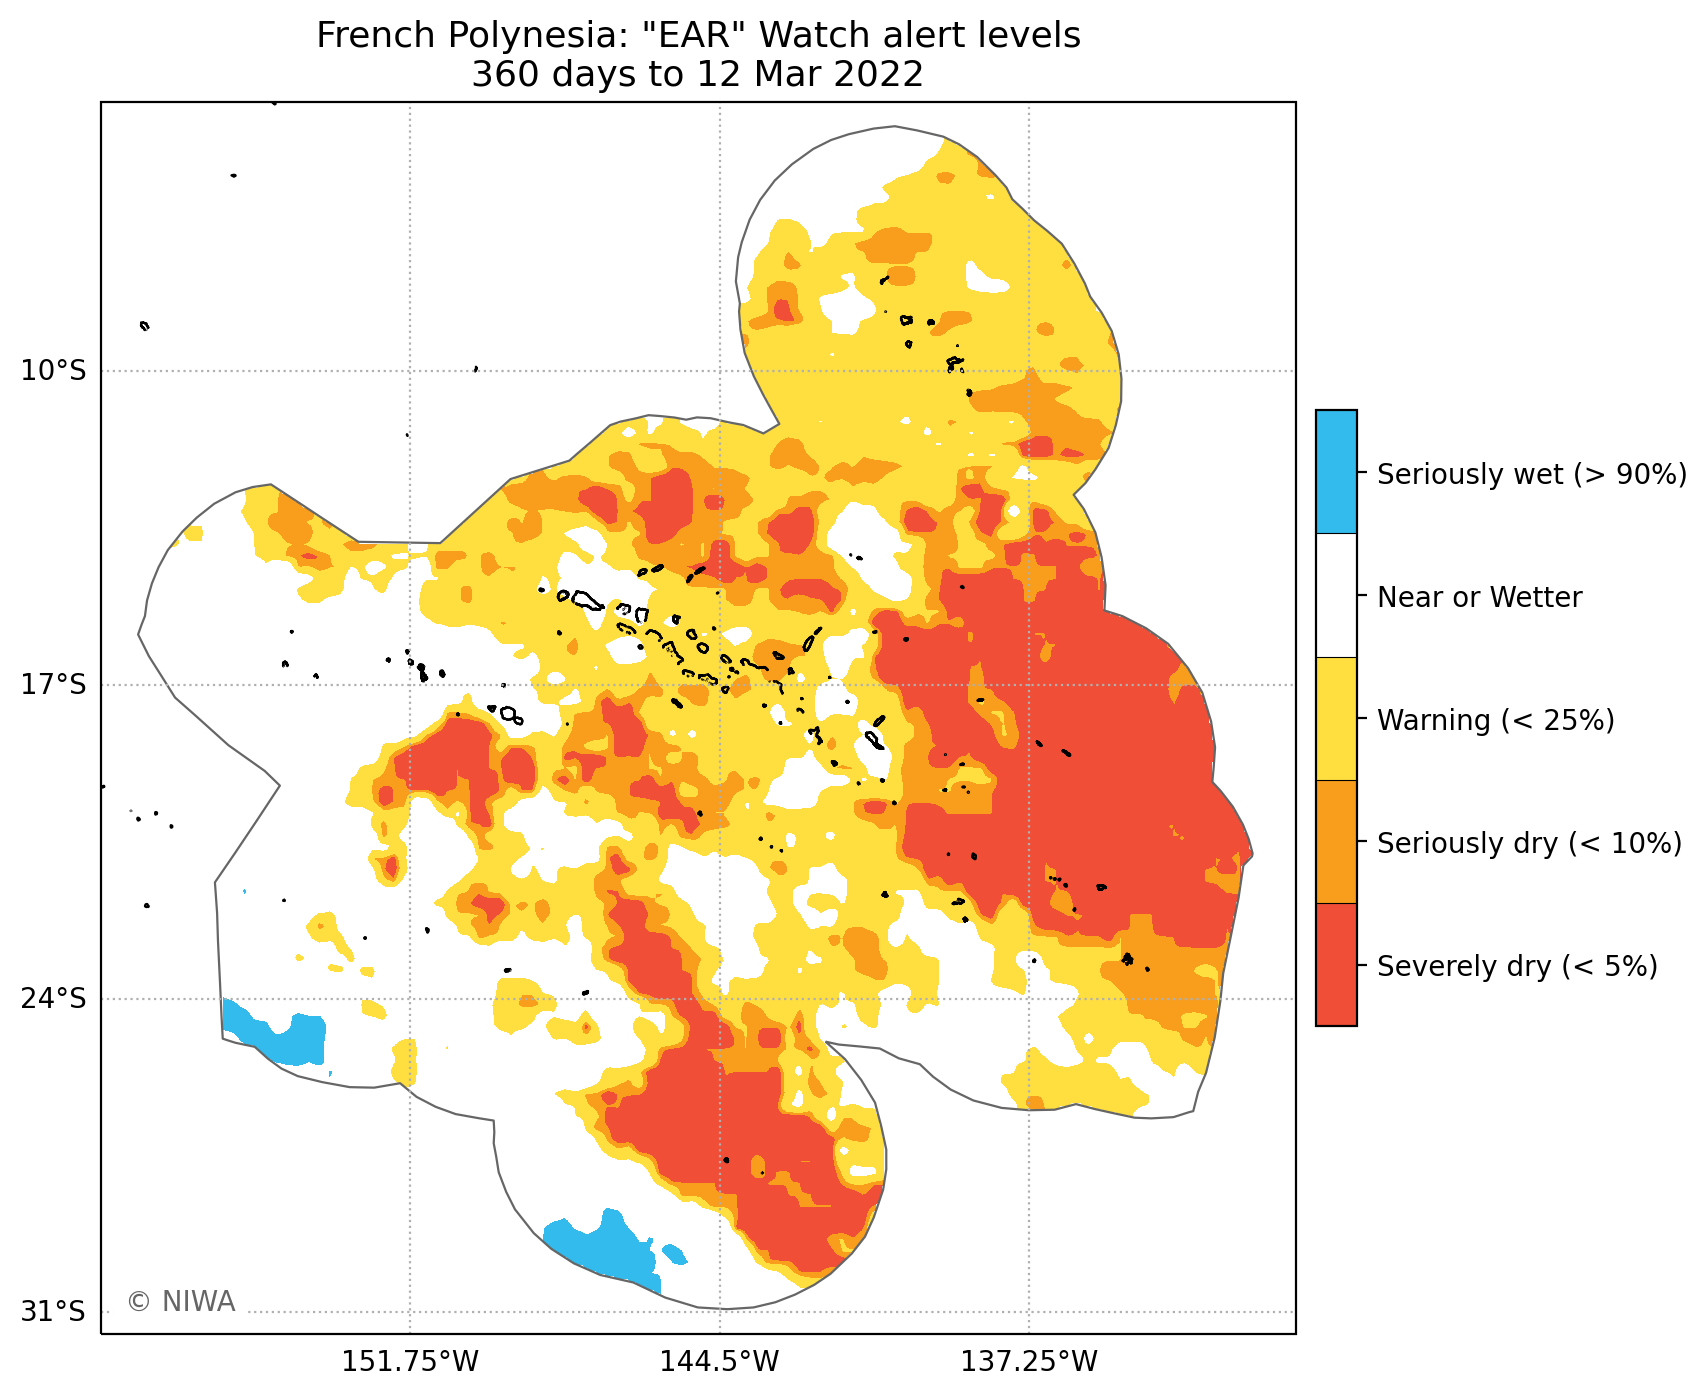 French Polynesia: "EAR" Watch alert levels
360 days to 12 Mar 2022
10°S
17°S
24°S
31°S
151.75°W
144.5°W
137.25°W
© NIWA
Seriously wet (> 90%)
Near or Wetter
Warning (< 25%)
Seriously dry (< 10%)
Severely dry (< 5%)